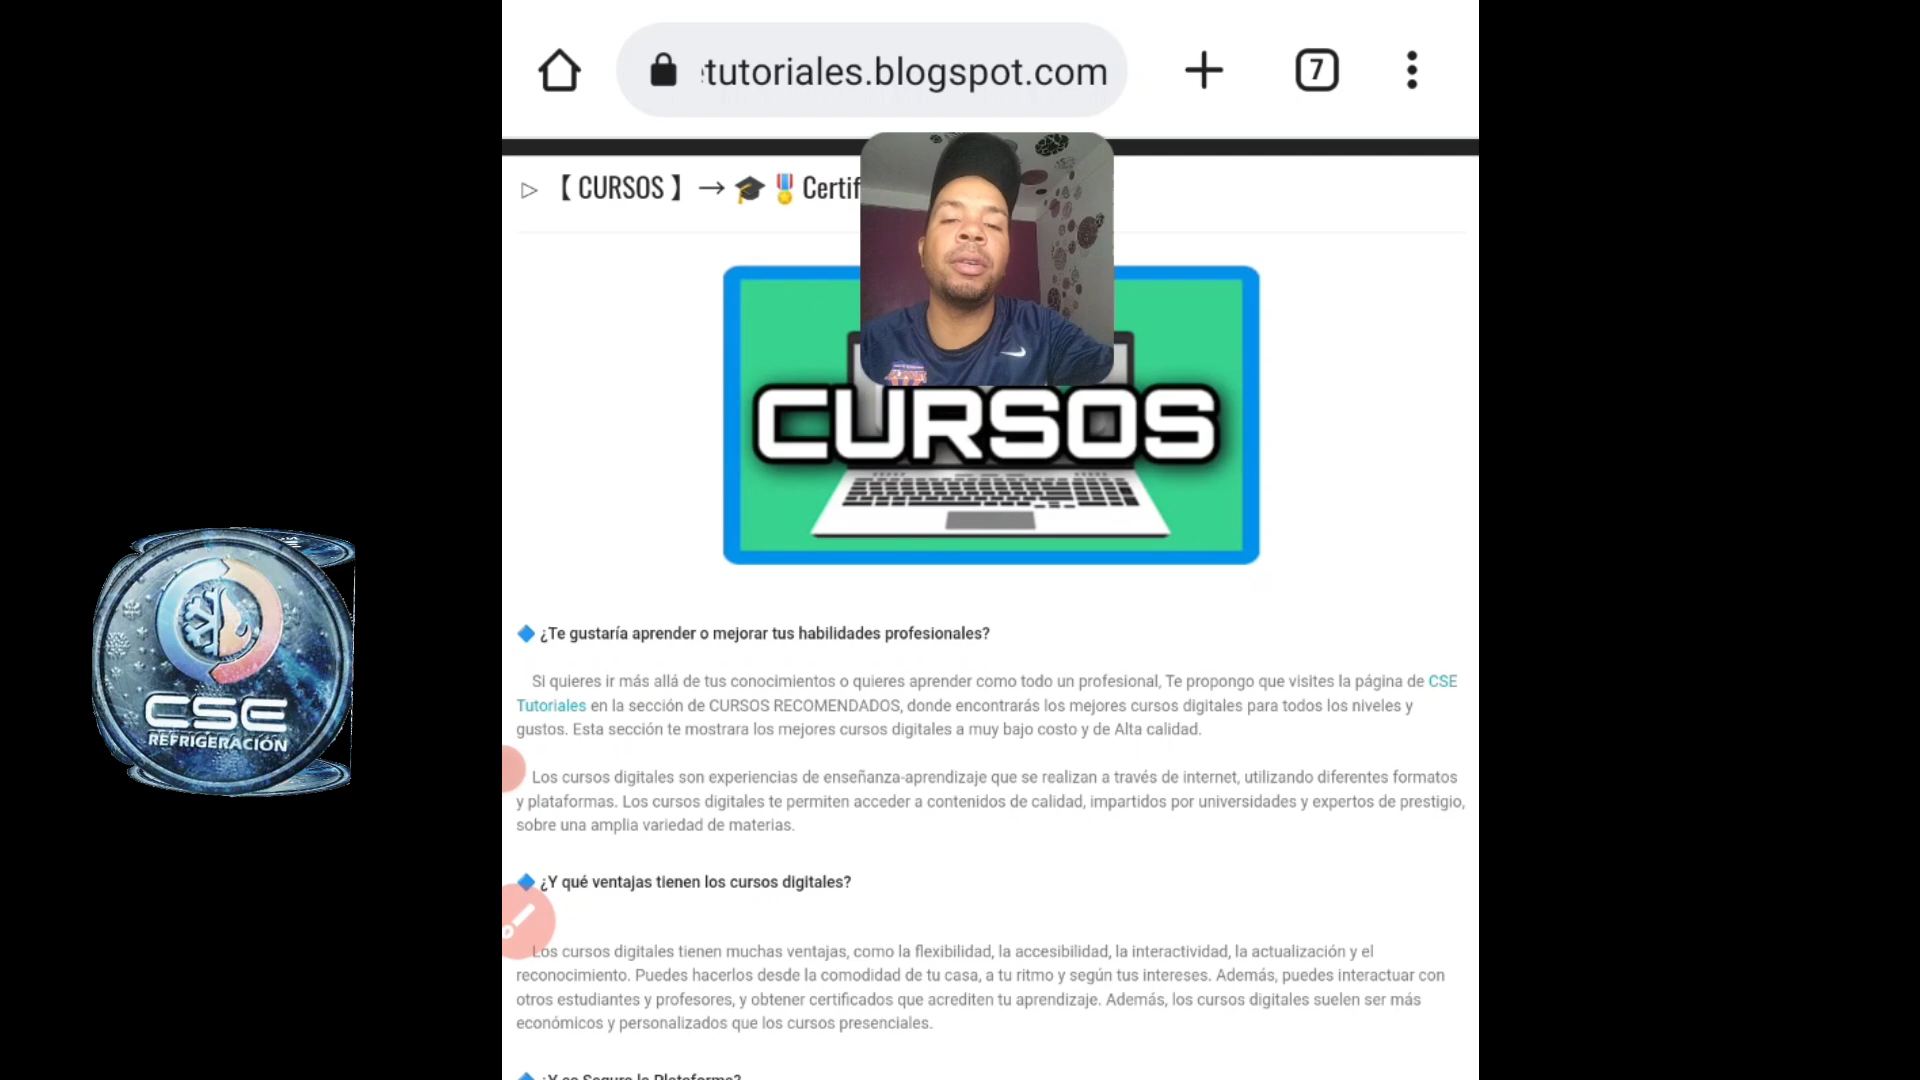 tutoriales.blogspot.com
7
▷ 【 CURSOS 】 → 🎓🎖️ Certif
CURSOS
🔷 ¿Te gustaría aprender o mejorar tus habilidades profesionales?
Si quieres ir más allá de tus conocimientos o quieres aprender como todo un profesional, Te propongo que visites la página de CSE
Tutoriales en la sección de CURSOS RECOMENDADOS, donde encontrarás los mejores cursos digitales para todos los niveles y
gustos. Esta sección te mostrara los mejores cursos digitales a muy bajo costo y de Alta calidad.
Los cursos digitales son experiencias de enseñanza-aprendizaje que se realizan a través de internet, utilizando diferentes formatos
y plataformas. Los cursos digitales te permiten acceder a contenidos de calidad, impartidos por universidades y expertos de prestigio,
sobre una amplia variedad de materias.
🔷 ¿Y qué ventajas tienen los cursos digitales?
Los cursos digitales tienen muchas ventajas, como la flexibilidad, la accesibilidad, la interactividad, la actualización y el
reconocimiento. Puedes hacerlos desde la comodidad de tu casa, a tu ritmo y según tus intereses. Además, puedes interactuar con
otros estudiantes y profesores, y obtener certificados que acrediten tu aprendizaje. Además, los cursos digitales suelen ser más
económicos y personalizados que los cursos presenciales.
🔷 ¿Y es Segura la Plataforma?
CSE
REFRIGERACIÓN